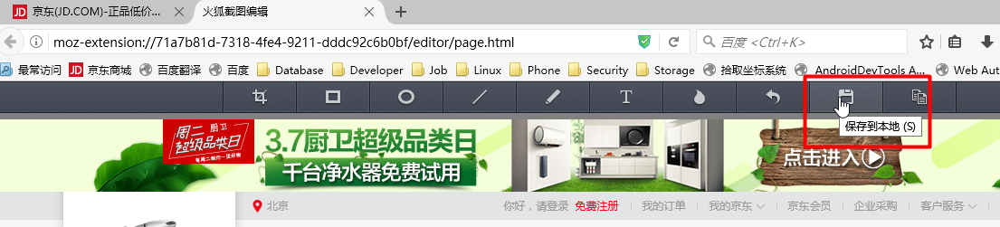 JD 京东(JD.COM)-正品低价...
火狐截图编辑
moz-extension://71a7b81d-7318-4fe4-9211-dddc92c6b0bf/editor/page.html
百度 <Ctrl+K>
最常访问 JD 京东商城 百度翻译 百度 Database Developer Job Linux Phone Security Storage 拾取坐标系统 AndroidDevTools A... Web Aut
T
保存到本地 (S)
周二 厨卫
超级品类日
每周二相约一生好物
3.7厨卫超级品类日
千台净水器免费试用
点击进入
北京
你好，请登录 免费注册 我的订单 我的京东 京东会员 企业采购 客户服务